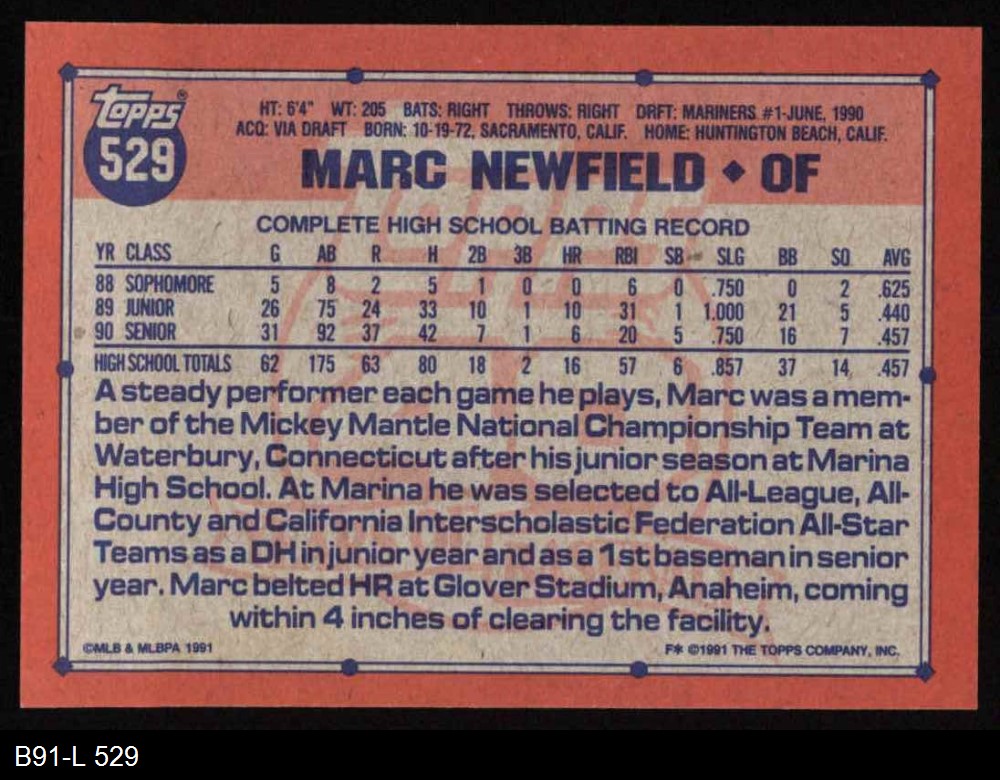 topps®
529
HT: 6'4" WT: 205 BATS: RIGHT THROWS: RIGHT DRFT: MARINERS #1-JUNE, 1990
ACQ: VIA DRAFT BORN: 10-19-72, SACRAMENTO, CALIF. HOME: HUNTINGTON BEACH, CALIF.
MARC NEWFIELD ◆ OF
COMPLETE HIGH SCHOOL BATTING RECORD
YR CLASS G AB R H 2B 3B HR RBI SB SLG BB SO AVG
88 SOPHOMORE 5 8 2 5 1 0 0 6 0 .750 0 2 .625
89 JUNIOR 26 75 24 33 10 1 10 31 1 1.000 21 5 .440
90 SENIOR 31 92 37 42 7 1 6 20 5 .750 16 7 .457
HIGH SCHOOL TOTALS 62 175 63 80 18 2 16 57 6 .857 37 14 .457
A steady performer each game he plays, Marc was a mem-
ber of the Mickey Mantle National Championship Team at
Waterbury, Connecticut after his junior season at Marina
High School. At Marina he was selected to All-League, All-
County and California Interscholastic Federation All-Star
Teams as a DH in junior year and as a 1st baseman in senior
year. Marc belted HR at Glover Stadium, Anaheim, coming
within 4 inches of clearing the facility.
©MLB & MLBPA 1991 F* ©1991 THE TOPPS COMPANY, INC.
B91-L 529